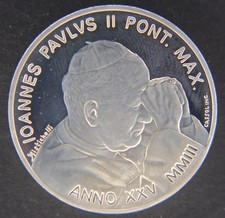 IOANNES PAVLVS II PONT. MAX.
ANNO XXV MMIII